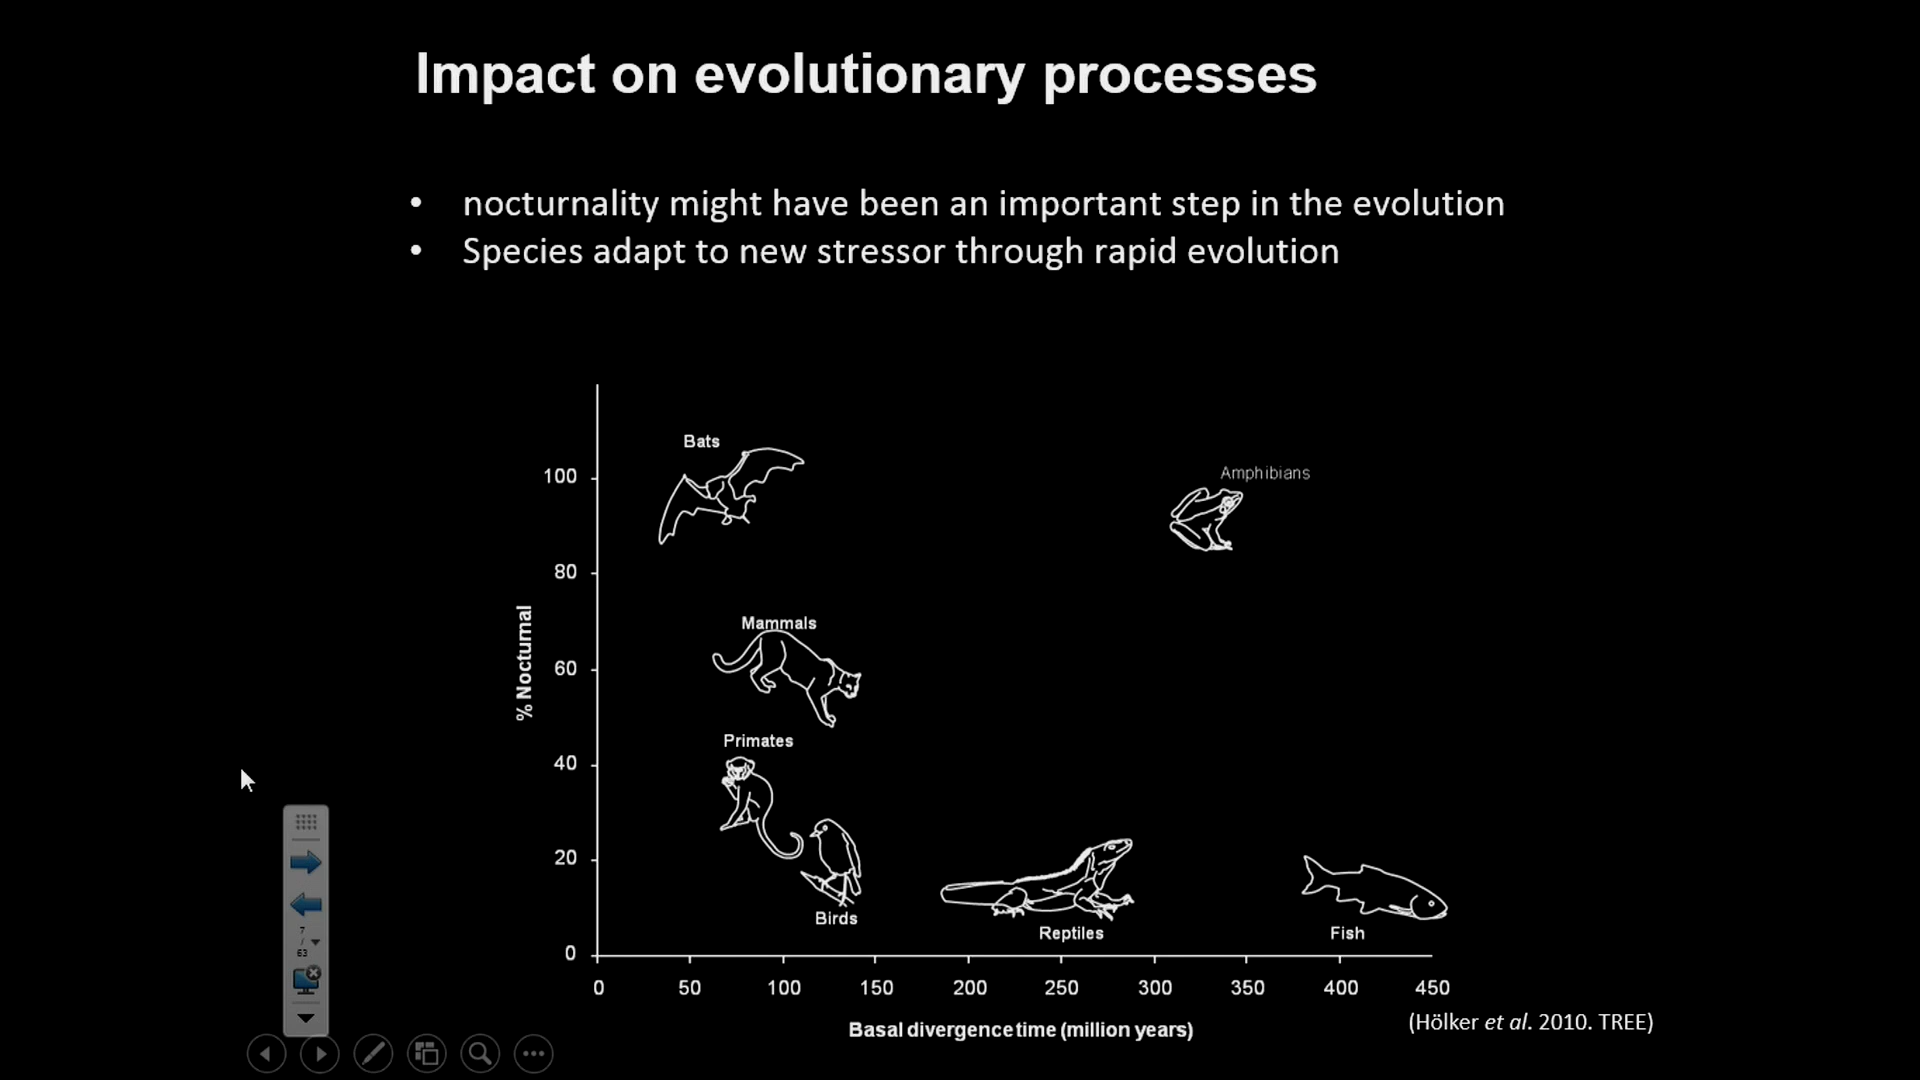 Impact on evolutionary processes
• nocturnality might have been an important step in the evolution
• Species adapt to new stressor through rapid evolution
Bats
Amphibians
100
80
Mammals
% Nocturnal
60
Primates
40
20
Birds
Reptiles
Fish
0
0 50 100 150 200 250 300 350 400 450
Basal divergence time (million years)
(Hölker et al. 2010. TREE)
7
/
63